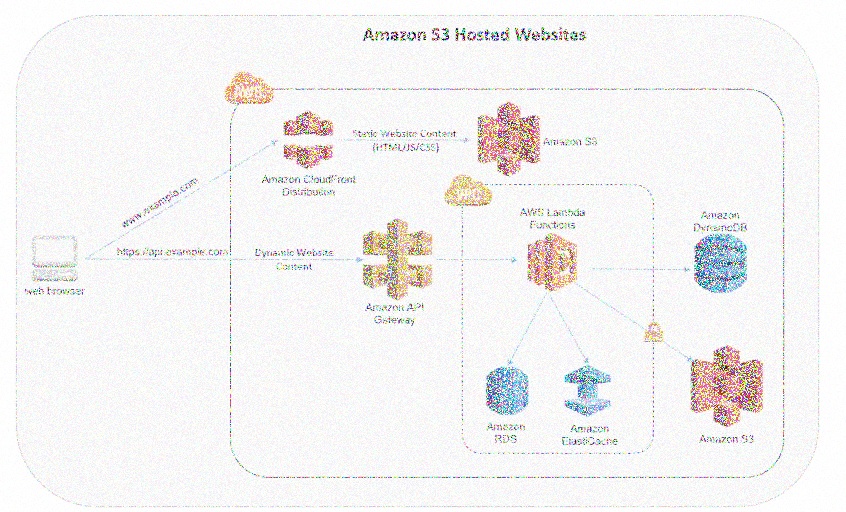 Amazon S3 Hosted Websites
Static Website Content
(HTML/JS/CSS)
Amazon S3
Amazon CloudFront
Distribution
www.example.com
AWS Lambda
Functions
Amazon
DynamoDB
https://api.example.com
Dynamic Website
Content
web browser
Amazon API
Gateway
Amazon
RDS
Amazon
ElastiCache
Amazon S3